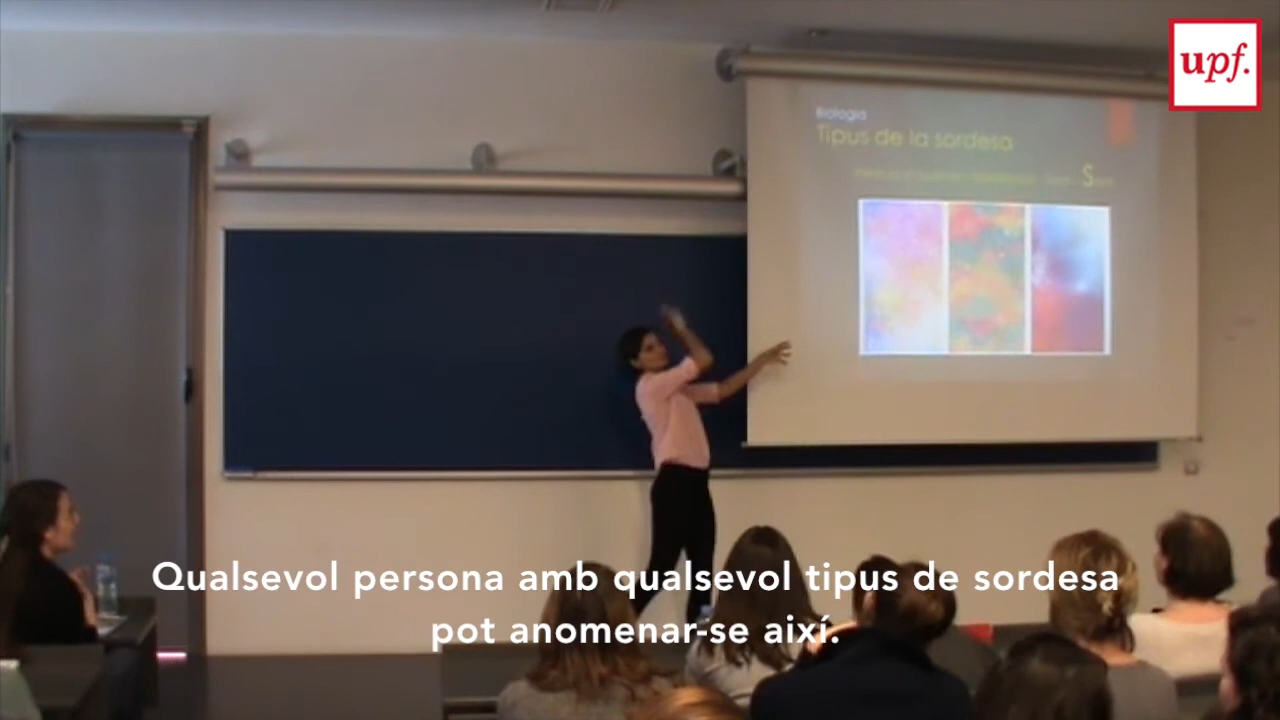 upf.
Biologia
Tipus de la sordesa
Qualsevol persona amb qualsevol tipus de sordesa
pot anomenar-se així.